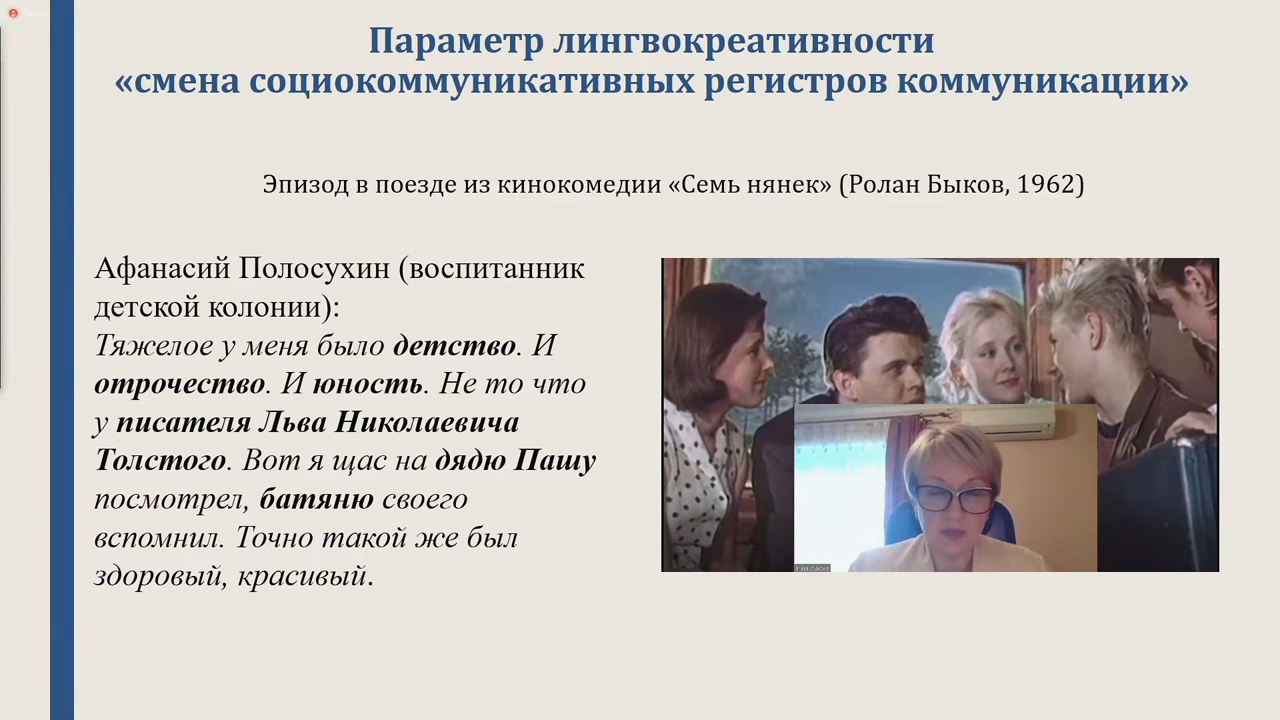 Параметр лингвокреативности
«смена социокоммуникативных регистров коммуникации»
Эпизод в поезде из кинокомедии «Семь нянек» (Ролан Быков, 1962)
Афанасий Полосухин (воспитанник
детской колонии):
Тяжелое у меня было детство. И
отрочество. И юность. Не то что
у писателя Льва Николаевича
Толстого. Вот я щас на дядю Пашу
посмотрел, батяню своего
вспомнил. Точно такой же был
здоровый, красивый.